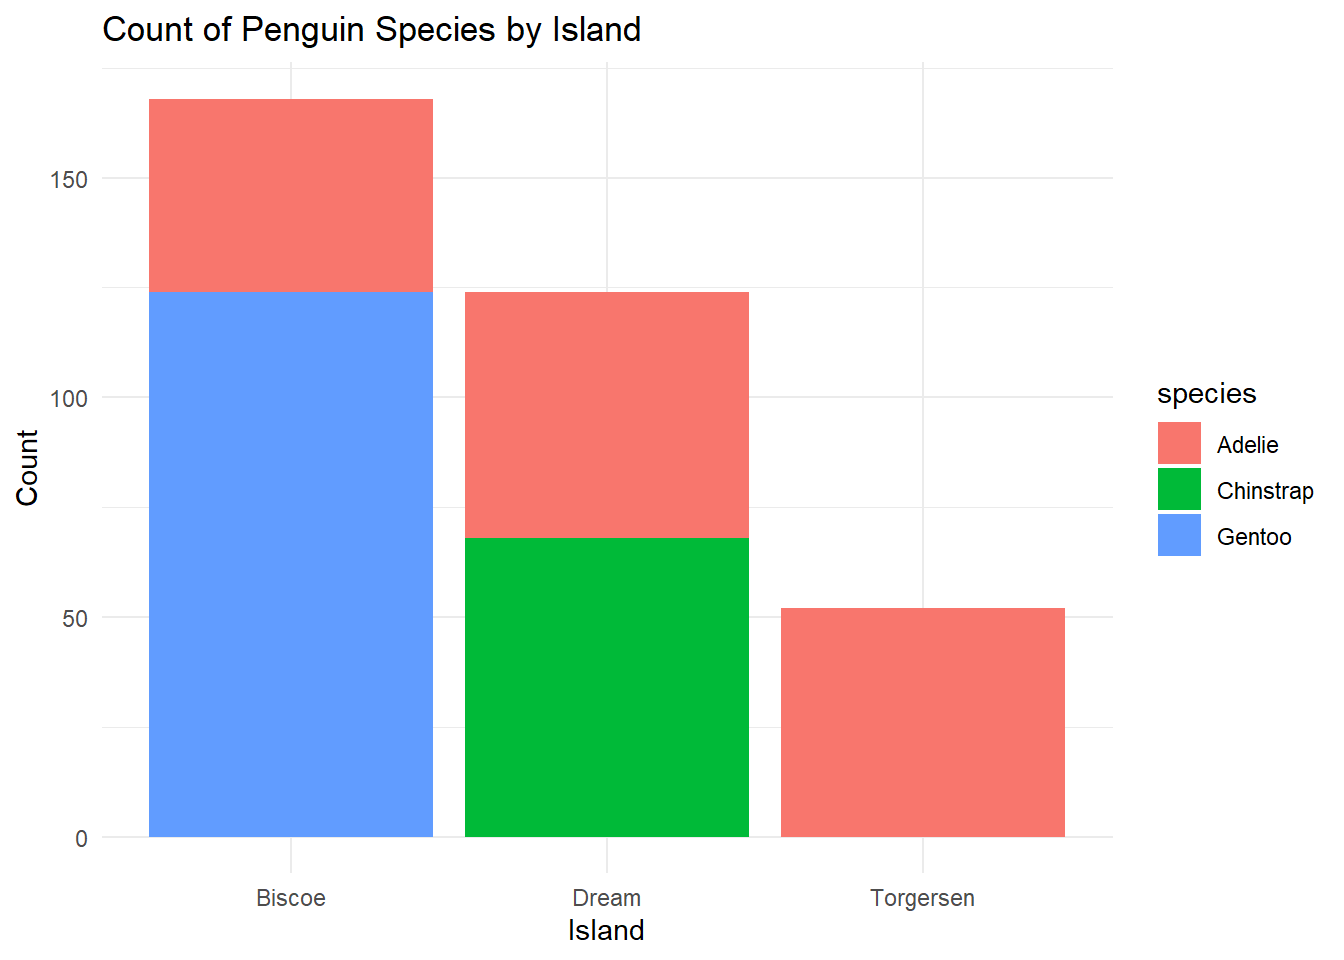 Count of Penguin Species by Island
150
100
50
0
Count
Biscoe
Dream
Torgersen
Island
species
Adelie
Chinstrap
Gentoo